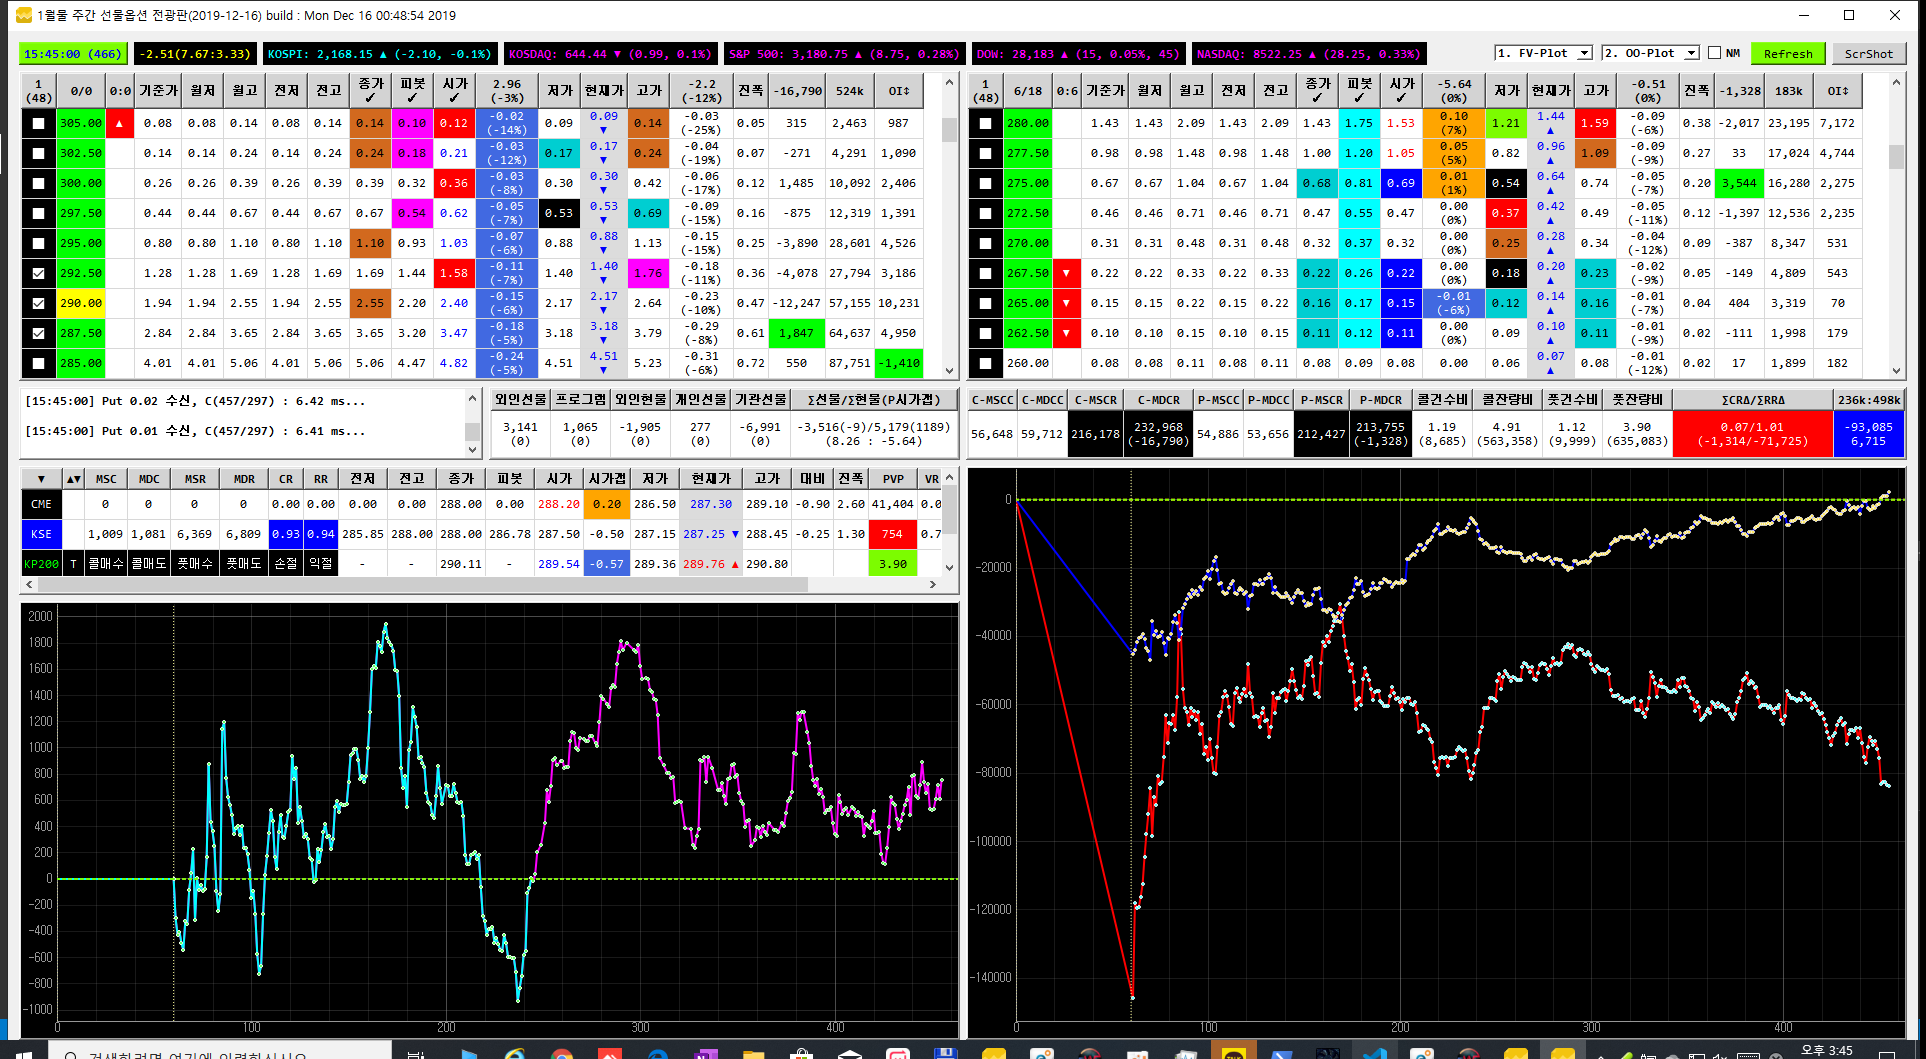 1월물 주간 선물옵션 전광판(2019-12-16) build : Mon Dec 16 00:48:54 2019
15:45:00 (466) -2.51(7.67:3.33) KOSPI: 2,168.15 ▲ (-2.10, -0.1%) KOSDAQ: 644.44 ▼ (0.99, 0.1%) S&P 500: 3,180.75 ▲ (8.75, 0.28%) DOW: 28,183 ▲ (15, 0.05%, 45) NASDAQ: 8522.25 ▲ (28.25, 0.33%) 1. FV-Plot 2. OO-Plot NM Refresh ScrShot
1 (48) 0/0 0:0 기준가 월저 월고 전저 전고 종가 ✓ 피봇 ✓ 시가 ✓ 2.96 (-3%) 저가 현재가 고가 -2.2 (-12%) 진폭 -16,790 524k OI↕
305.00 ▲ 0.08 0.08 0.14 0.08 0.14 0.14 0.10 0.12 -0.02 (-14%) 0.09 0.09 ▼ 0.14 -0.03 (-25%) 0.05 315 2,463 987
302.50 0.14 0.14 0.24 0.14 0.24 0.24 0.18 0.21 -0.03 (-12%) 0.17 0.17 ▼ 0.24 -0.04 (-19%) 0.07 -271 4,291 1,090
300.00 0.26 0.26 0.39 0.26 0.39 0.39 0.32 0.36 -0.03 (-8%) 0.30 0.30 ▼ 0.42 -0.06 (-17%) 0.12 1,485 10,092 2,406
297.50 0.44 0.44 0.67 0.44 0.67 0.67 0.54 0.62 -0.05 (-7%) 0.53 0.53 ▼ 0.69 -0.09 (-15%) 0.16 -875 12,319 1,391
295.00 0.80 0.80 1.10 0.80 1.10 1.10 0.93 1.03 -0.07 (-6%) 0.88 0.88 ▼ 1.13 -0.15 (-15%) 0.25 -3,890 28,601 4,526
292.50 1.28 1.28 1.69 1.28 1.69 1.69 1.44 1.58 -0.11 (-7%) 1.40 1.40 ▼ 1.76 -0.18 (-11%) 0.36 -4,078 27,794 3,186
290.00 1.94 1.94 2.55 1.94 2.55 2.55 2.20 2.40 -0.15 (-6%) 2.17 2.17 ▼ 2.64 -0.23 (-10%) 0.47 -12,247 57,155 10,231
287.50 2.84 2.84 3.65 2.84 3.65 3.65 3.20 3.47 -0.18 (-5%) 3.18 3.18 ▼ 3.79 -0.29 (-8%) 0.61 1,847 64,637 4,950
285.00 4.01 4.01 5.06 4.01 5.06 5.06 4.47 4.82 -0.24 (-5%) 4.51 4.51 ▼ 5.23 -0.31 (-6%) 0.72 550 87,751 -1,410
1 (48) 6/18 0:6 기준가 월저 월고 전저 전고 종가 ✓ 피봇 ✓ 시가 ✓ -5.64 (0%) 저가 현재가 고가 -0.51 (0%) 진폭 -1,328 183k OI↕
280.00 1.43 1.43 2.09 1.43 2.09 1.43 1.75 1.53 0.10 (7%) 1.21 1.44 ▲ 1.59 -0.09 (-6%) 0.38 -2,017 23,195 7,172
277.50 0.98 0.98 1.48 0.98 1.48 1.00 1.20 1.05 0.05 (5%) 0.82 0.96 ▲ 1.09 -0.09 (-9%) 0.27 33 17,024 4,744
275.00 0.67 0.67 1.04 0.67 1.04 0.68 0.81 0.69 0.01 (1%) 0.54 0.64 ▲ 0.74 -0.05 (-7%) 0.20 3,544 16,280 2,275
272.50 0.46 0.46 0.71 0.46 0.71 0.47 0.55 0.47 0.00 (0%) 0.37 0.42 ▲ 0.49 -0.05 (-11%) 0.12 -1,397 12,536 2,235
270.00 0.31 0.31 0.48 0.31 0.48 0.32 0.37 0.32 0.00 (0%) 0.25 0.28 ▲ 0.34 -0.04 (-12%) 0.09 -387 8,347 531
267.50 ▼ 0.22 0.22 0.33 0.22 0.33 0.22 0.26 0.22 0.00 (0%) 0.18 0.20 ▲ 0.23 -0.02 (-9%) 0.05 -149 4,809 543
265.00 ▼ 0.15 0.15 0.22 0.15 0.22 0.16 0.17 0.15 -0.01 (-6%) 0.12 0.14 ▲ 0.16 -0.01 (-7%) 0.04 404 3,319 70
262.50 ▼ 0.10 0.10 0.15 0.10 0.15 0.11 0.12 0.11 0.00 (0%) 0.09 0.10 ▲ 0.11 -0.01 (-9%) 0.02 -111 1,998 179
260.00 0.08 0.08 0.11 0.08 0.11 0.08 0.09 0.08 0.00 0.06 0.07 ▲ 0.08 -0.01 (-12%) 0.02 17 1,899 182
[15:45:00] Put 0.02 수신, C(457/297) : 6.42 ms...
[15:45:00] Put 0.01 수신, C(457/297) : 6.41 ms...
외인선물 프로그램 외인현물 개인선물 기관선물 Σ선물/Σ현물(P시가갭)
3,141 (0) 1,065 (0) -1,905 (0) 277 (0) -6,991 (0) -3,516(-9)/5,179(1189) (8.26 : -5.64)
C-MSCC C-MDCC C-MSCR C-MDCR P-MSCC P-MDCC P-MSCR P-MDCR 콜건수비 콜잔량비 풋건수비 풋잔량비 ΣCRΔ/ΣRRΔ 236k:498k
56,648 59,712 216,178 232,968 (-16,790) 54,886 53,656 212,427 213,755 (-1,328) 1.19 (8,685) 4.91 (563,358) 1.12 (9,999) 3.90 (635,083) 0.07/1.01 (-1,314/-71,725) -93,085 6,715
▼ ▲▼ MSC MDC MSR MDR CR RR 전저 전고 종가 피봇 시가 시가갭 저가 현재가 고가 대비 진폭 PVP VR
CME 0 0 0 0 0.00 0.00 0.00 0.00 288.00 0.00 288.20 0.20 286.50 287.30 289.10 -0.90 2.60 41,404 0.0
KSE 1,009 1,081 6,369 6,809 0.93 0.94 285.85 288.00 288.00 286.78 287.50 -0.50 287.15 287.25 ▼ 288.45 -0.25 1.30 754 0.7
KP200 T 콜매수 콜매도 풋매수 풋매도 손절 익절 - - 290.11 - 289.54 -0.57 289.36 289.76 ▲ 290.80 3.90
2000
1800
1600
1400
1200
1000
800
600
400
200
0
-200
-400
-600
-800
-1000
0 100 200 300 400
0
-20000
-40000
-60000
-80000
-100000
-120000
-140000
0 100 200 300 400
검색하려면 여기에 입력하십시오
오후 3:45